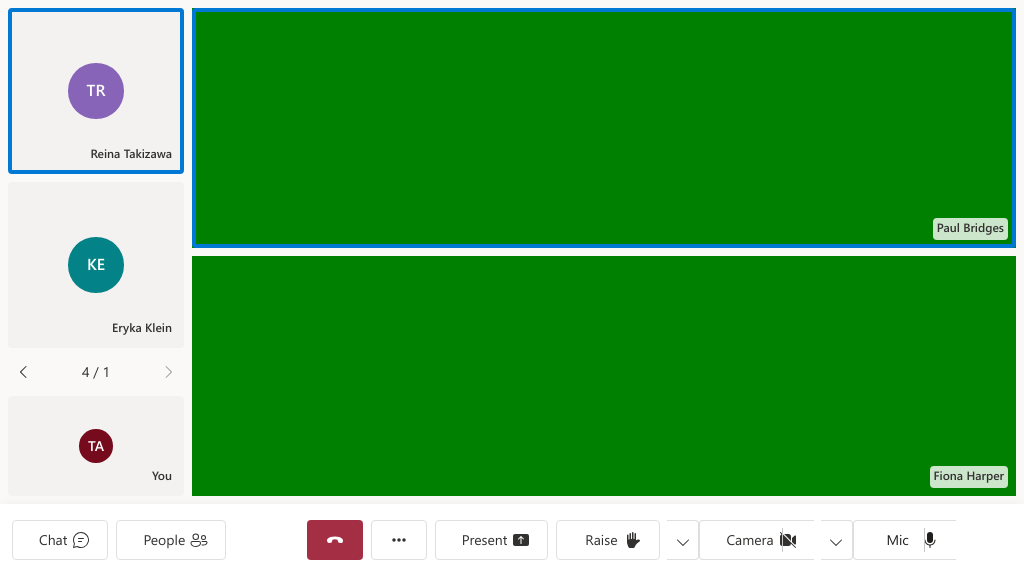 TR
Reina Takizawa
KE
Eryka Klein
4 / 1
TA
You
Paul Bridges
Fiona Harper
Chat
People
Present
Raise
Camera
Mic